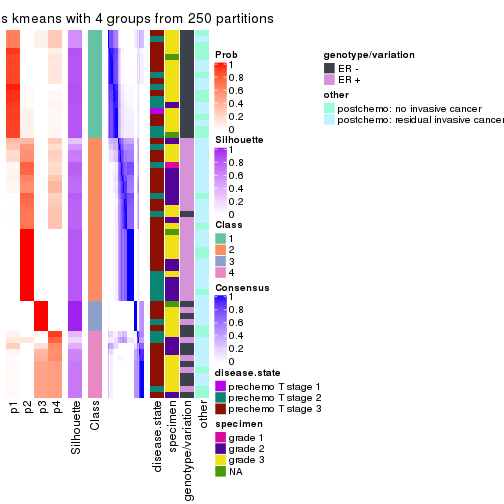 s kmeans with 4 groups from 250 partitions
Prob
1
0.8
0.6
0.4
0.2
0
Silhouette
1
0.8
0.6
0.4
0.2
0
Class
1
2
3
4
Consensus
1
0.8
0.6
0.4
0.2
0
disease.state
prechemo T stage 1
prechemo T stage 2
prechemo T stage 3
specimen
grade 1
grade 2
grade 3
NA
genotype/variation
ER -
ER +
other
postchemo: no invasive cancer
postchemo: residual invasive cancer
p1
p2
p3
p4
Silhouette
Class
disease.state
specimen
genotype/variation
other